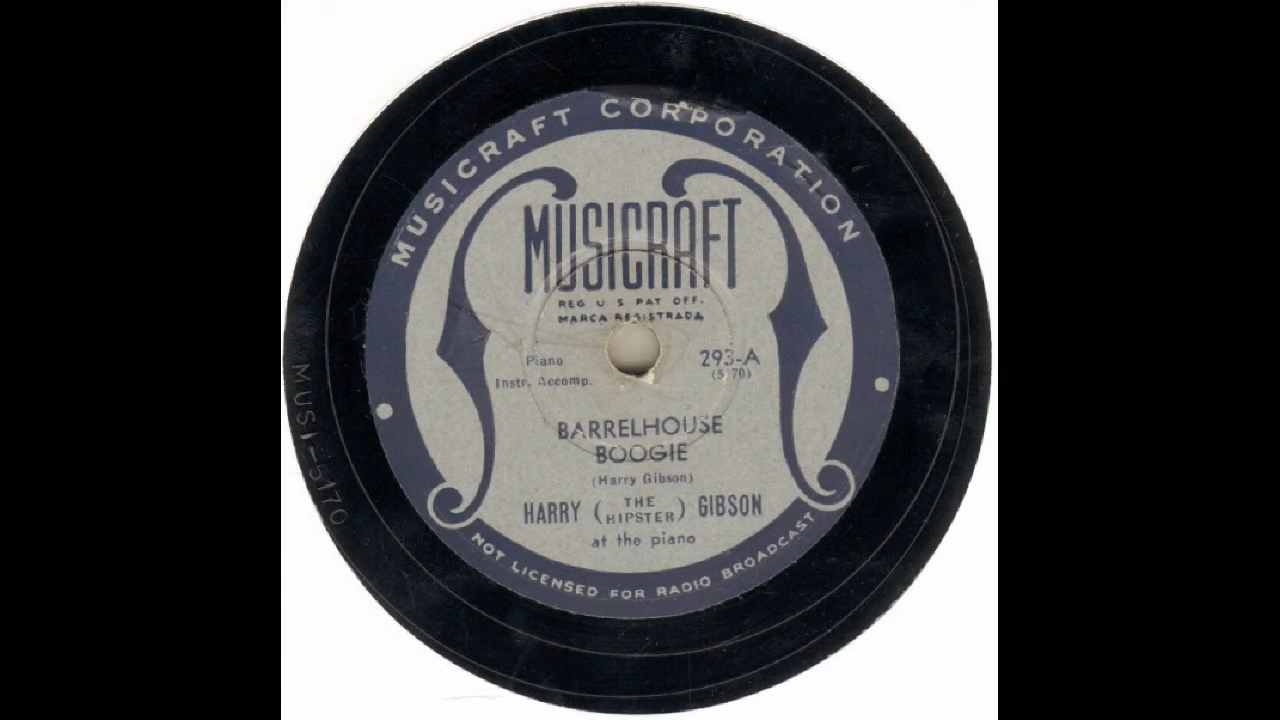 MUSICRAFT CORPORATION
MUSICRAFT
REG U S PAT OFF.
MARCA REGISTRADA
Piano
Instr. Accomp.
293-A
(5170)
BARRELHOUSE
BOOGIE
(Harry Gibson)
HARRY (THE HIPSTER) GIBSON
at the piano
NOT LICENSED FOR RADIO BROADCAST
MUSI-5170